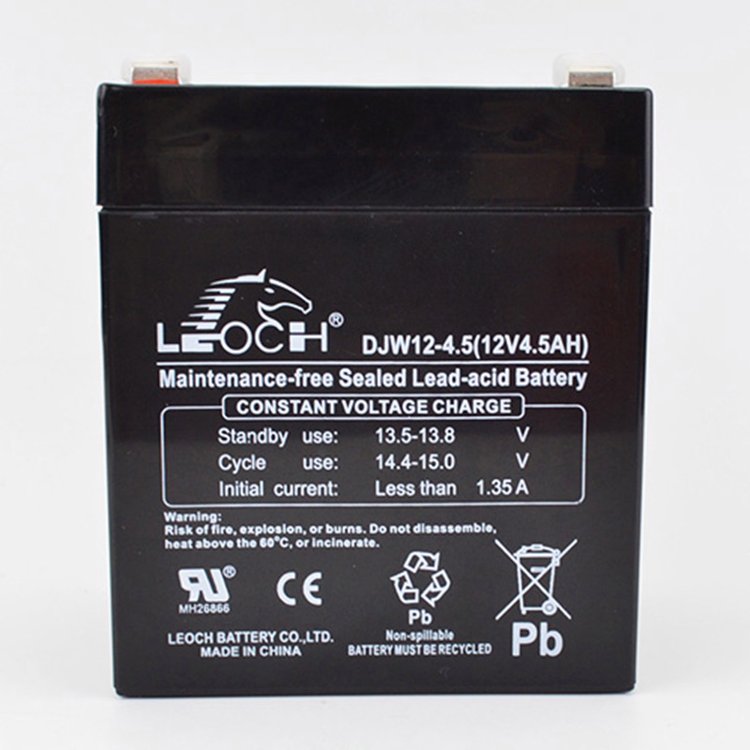 LEOCH®
DJW12-4.5(12V4.5AH)
Maintenance-free Sealed Lead-acid Battery
CONSTANT VOLTAGE CHARGE
Standby use: 13.5-13.8 V
Cycle use: 14.4-15.0 V
Initial current: Less than 1.35 A
Warning:
Risk of fire, explosion, or burns. Do not disassemble,
heat above the 60°C, or incinerate.
RU®
MH26866
CE
Pb
Non-spillable
BATTERY MUST BE RECYCLED
Pb
LEOCH BATTERY CO.,LTD.
MADE IN CHINA